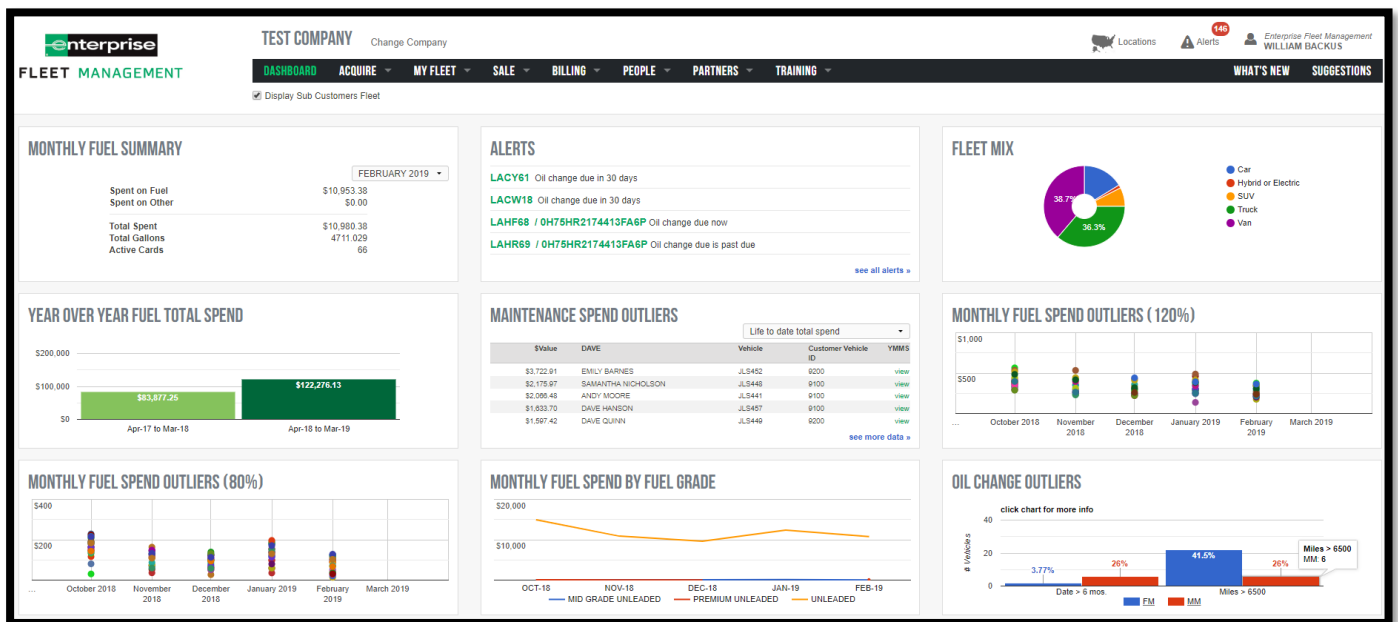 enterprise
FLEET MANAGEMENT
TEST COMPANY Change Company
Locations
Alerts
146
Enterprise Fleet Management
WILLIAM BACKUS
DASHBOARD ACQUIRE MY FLEET SALE BILLING PEOPLE PARTNERS TRAINING WHAT'S NEW SUGGESTIONS
Display Sub Customers Fleet
MONTHLY FUEL SUMMARY
FEBRUARY 2019
Spent on Fuel $10,953.38
Spent on Other $0.00
Total Spent $10,980.38
Total Gallons 4711.029
Active Cards 66
ALERTS
LACY61 Oil change due in 30 days
LACW18 Oil change due in 30 days
LAHF68 / 0H75HR2174413FA6P Oil change due now
LAHR69 / 0H75HR2174413FA6P Oil change due is past due
see all alerts »
FLEET MIX
38.7%
36.3%
Car
Hybrid or Electric
SUV
Truck
Van
YEAR OVER YEAR FUEL TOTAL SPEND
$200,000
$100,000
$0
$83,877.25
$122,276.13
Apr-17 to Mar-18 Apr-18 to Mar-19
MAINTENANCE SPEND OUTLIERS
Life to date total spend
$Value DAVE Vehicle Customer Vehicle ID YMMS
$3,722.91 EMILY BARNES JLS452 9200 view
$2,175.97 SAMANTHA NICHOLSON JLS448 9100 view
$2,066.48 ANDY MOORE JLS441 9100 view
$1,633.70 DAVE HANSON JLS457 9100 view
$1,597.42 DAVE QUINN JLS449 9200 view
see more data »
MONTHLY FUEL SPEND OUTLIERS (120%)
$1,000
$500
... October 2018 November 2018 December 2018 January 2019 February 2019 March 2019
MONTHLY FUEL SPEND OUTLIERS (80%)
$400
$200
... October 2018 November 2018 December 2018 January 2019 February 2019 March 2019
MONTHLY FUEL SPEND BY FUEL GRADE
$20,000
$10,000
OCT-18 NOV-18 DEC-18 JAN-19 FEB-19
MID GRADE UNLEADED PREMIUM UNLEADED UNLEADED
OIL CHANGE OUTLIERS
click chart for more info
# Vehicles
40
20
0
3.77% 26% 41.5% 26%
Miles > 6500
MM: 6
Date > 6 mos. Miles > 6500
FM MM